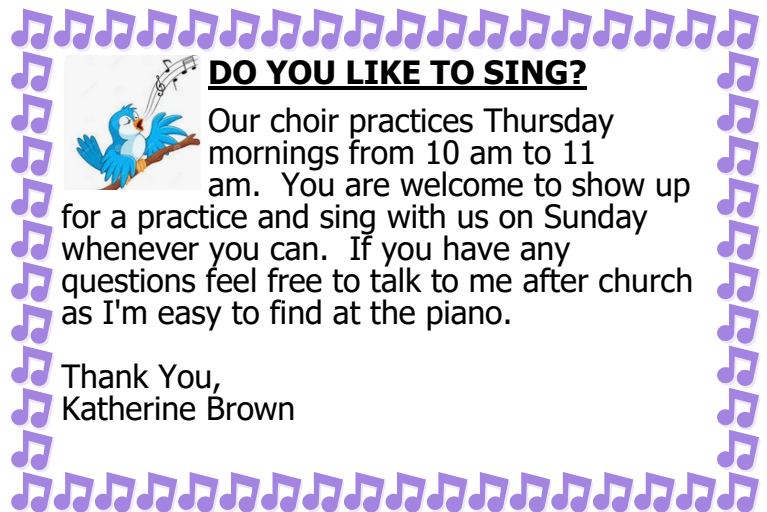 DO YOU LIKE TO SING?
Our choir practices Thursday
mornings from 10 am to 11
am.  You are welcome to show up
for a practice and sing with us on Sunday
whenever you can.  If you have any
questions feel free to talk to me after church
as I'm easy to find at the piano.
Thank You,
Katherine Brown